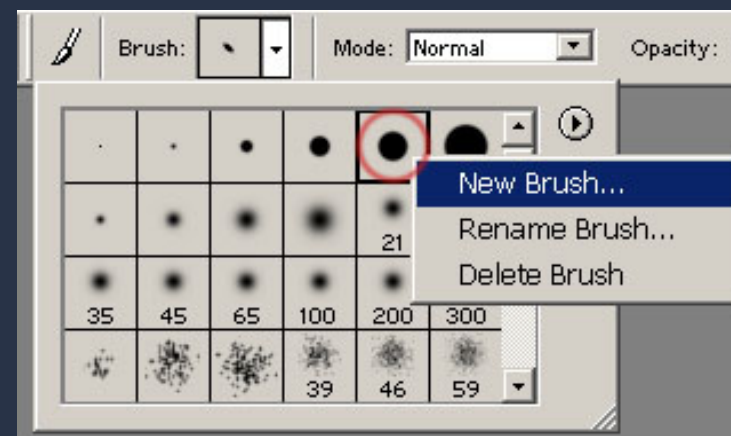 Brush: Mode: Normal Opacity:
New Brush...
21 Rename Brush...
Delete Brush
35 45 65 100 200 300
39 46 59